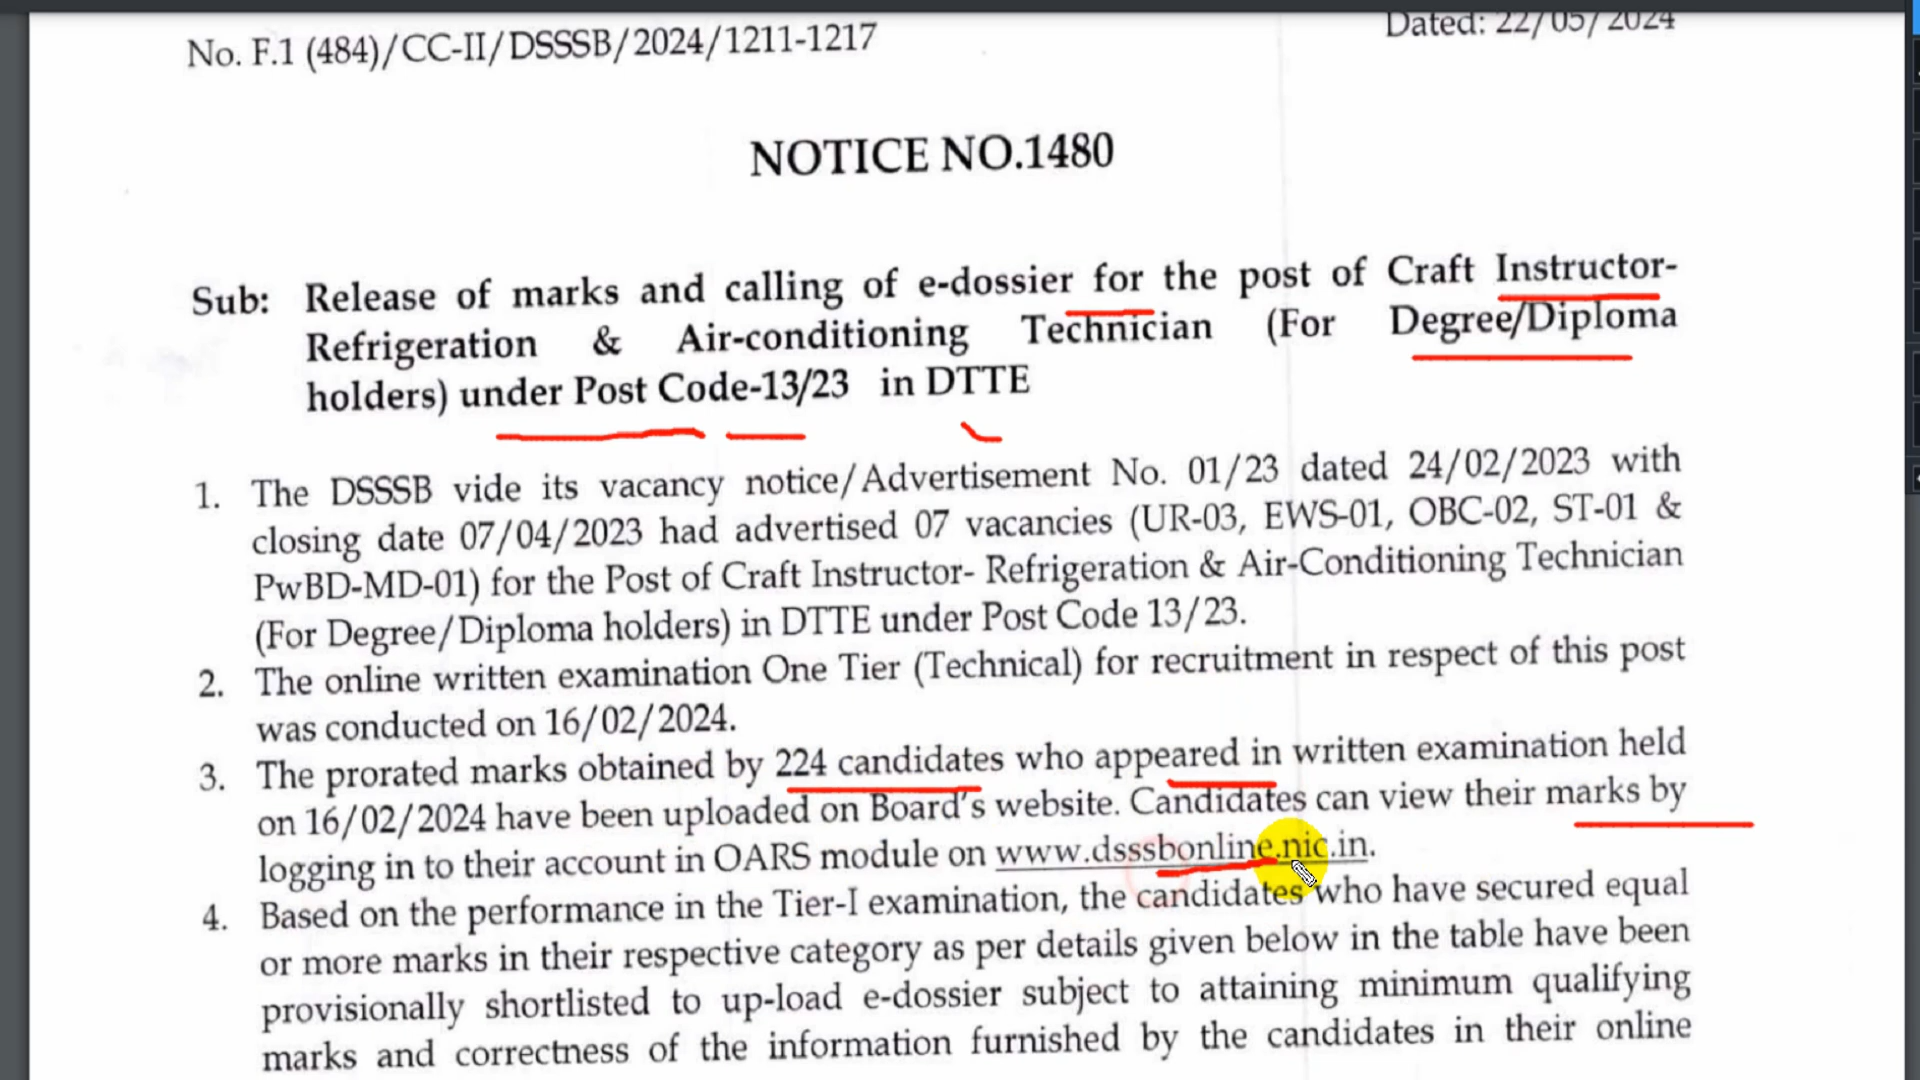 No. F.1 (484)/CC-II/DSSSB/2024/1211-1217
Dated: 22/05/2024
NOTICE NO.1480
Sub: Release of marks and calling of e-dossier for the post of Craft Instructor-
Refrigeration & Air-conditioning Technician (For Degree/Diploma
holders) under Post Code-13/23 in DTTE
1. The DSSSB vide its vacancy notice/Advertisement No. 01/23 dated 24/02/2023 with
closing date 07/04/2023 had advertised 07 vacancies (UR-03, EWS-01, OBC-02, ST-01 &
PwBD-MD-01) for the Post of Craft Instructor- Refrigeration & Air-Conditioning Technician
(For Degree/Diploma holders) in DTTE under Post Code 13/23.
2. The online written examination One Tier (Technical) for recruitment in respect of this post
was conducted on 16/02/2024.
3. The prorated marks obtained by 224 candidates who appeared in written examination held
on 16/02/2024 have been uploaded on Board's website. Candidates can view their marks by
logging in to their account in OARS module on www.dsssbonline.nic.in.
4. Based on the performance in the Tier-I examination, the candidates who have secured equal
or more marks in their respective category as per details given below in the table have been
provisionally shortlisted to up-load e-dossier subject to attaining minimum qualifying
marks and correctness of the information furnished by the candidates in their online